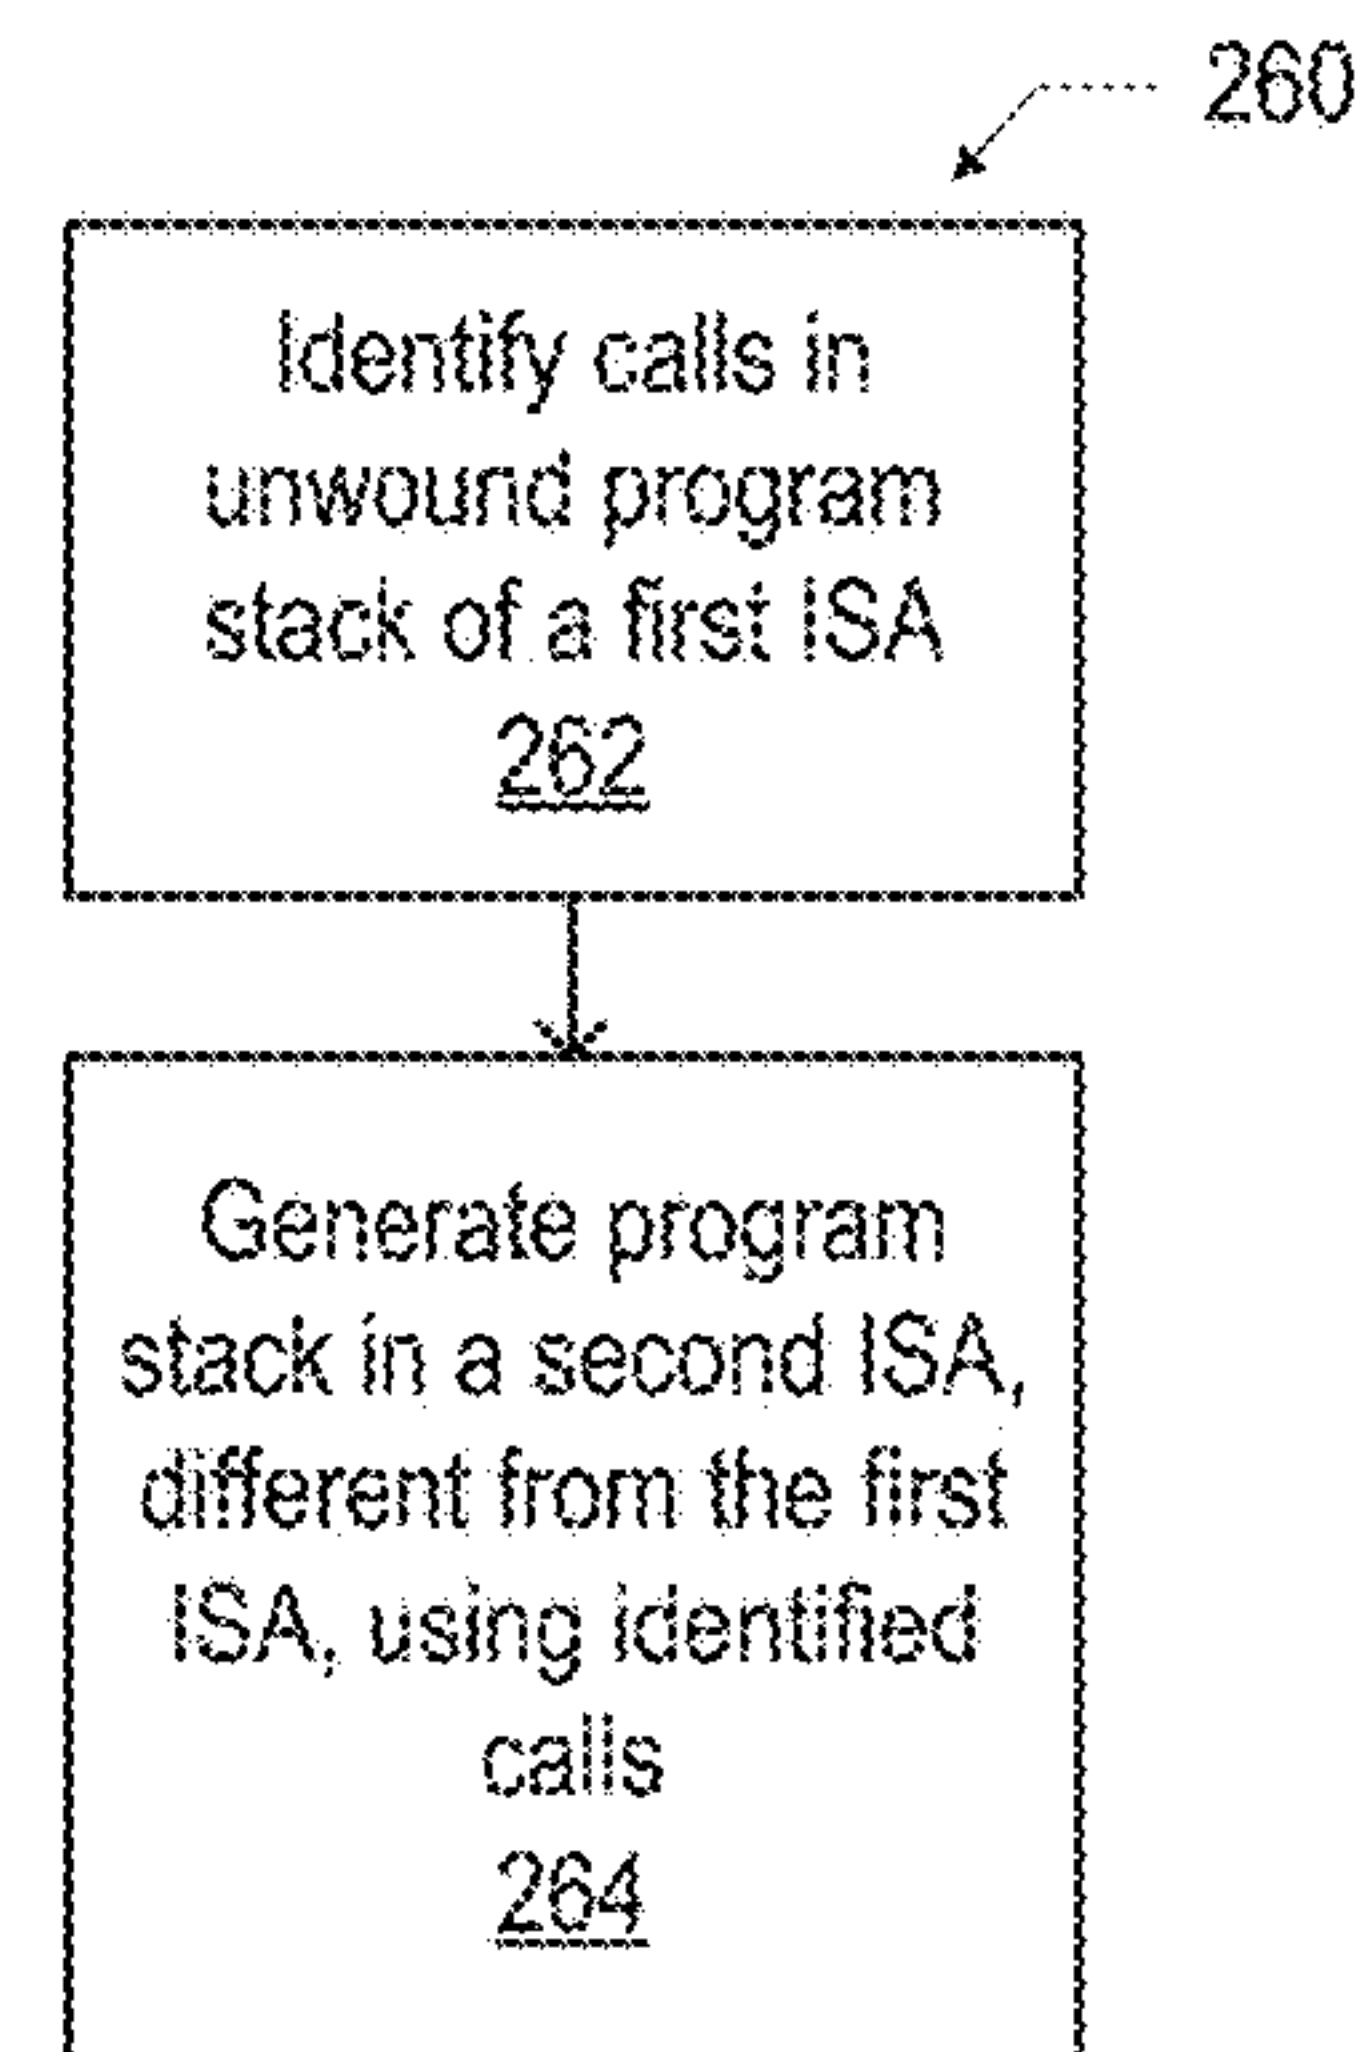 260
Identify calls in
unwound program
stack of a first ISA
262
Generate program
stack in a second ISA,
different from the first
ISA, using identified
calls
264